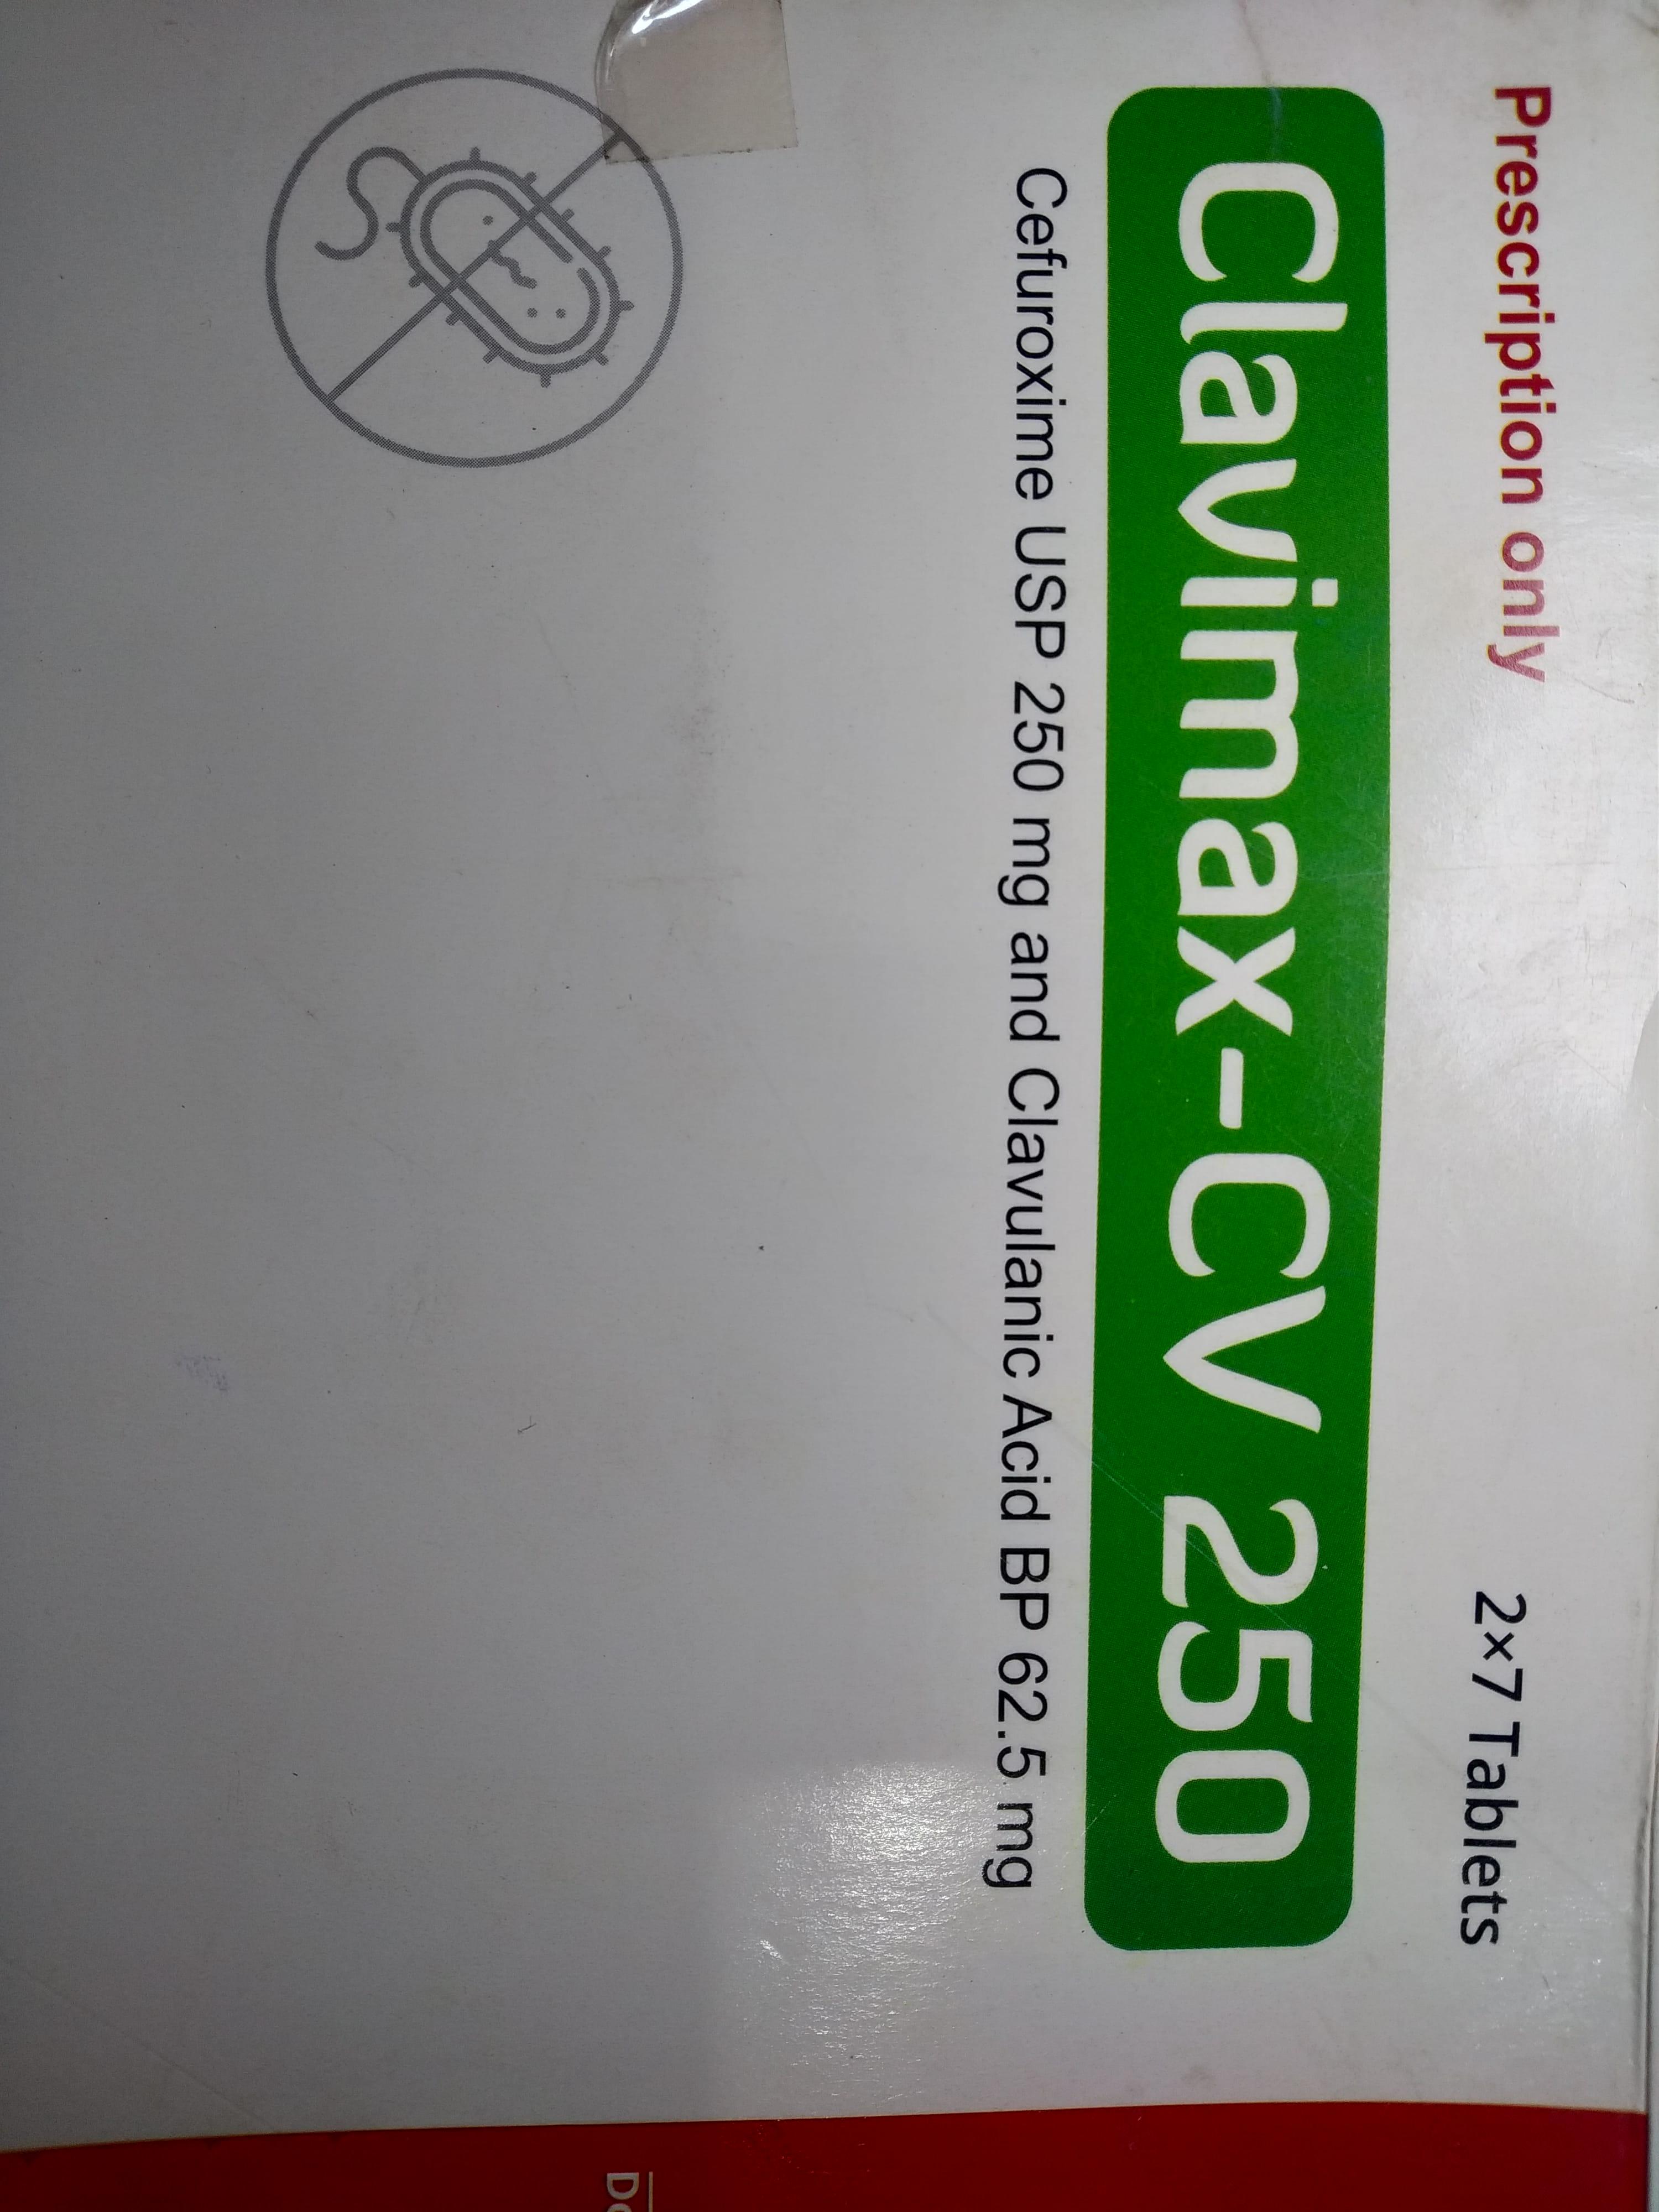 Prescription only
2×7 Tablets
Clavimax-CV 250
Cefuroxime USP 250 mg and Clavulanic Acid BP 62.5 mg